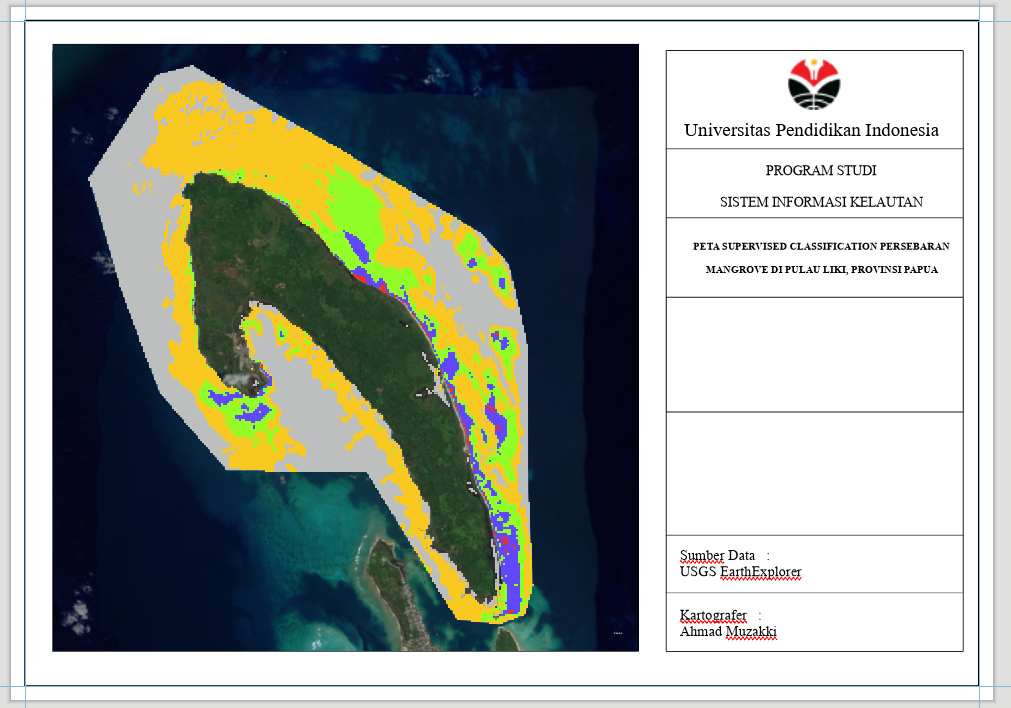 Universitas Pendidikan Indonesia
PROGRAM STUDI
SISTEM INFORMASI KELAUTAN
PETA SUPERVISED CLASSIFICATION PERSEBARAN
MANGROVE DI PULAU LIKI, PROVINSI PAPUA
Sumber Data :
USGS EarthExplorer
Kartografer :
Ahmad Muzakki